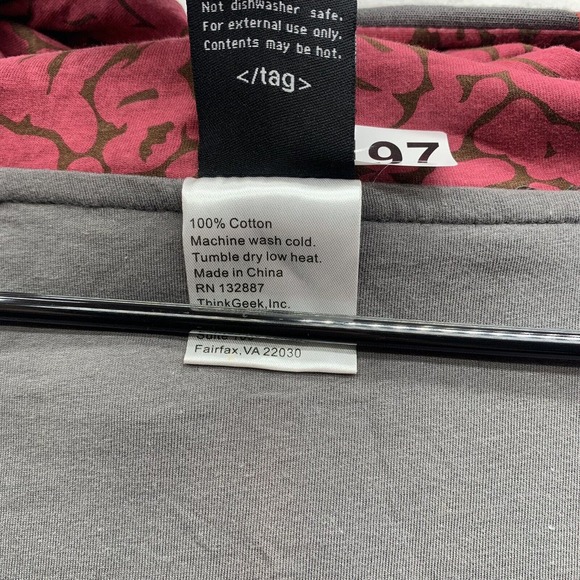 Not dishwasher safe.
For external use only.
Contents may be hot.
</tag>
97
100% Cotton
Machine wash cold.
Tumble dry low heat.
Made in China
RN 132887
ThinkGeek,Inc.
Suite
Fairfax,VA 22030